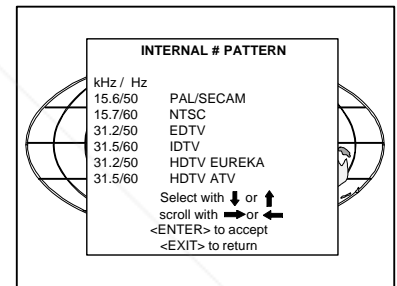 INTERNAL # PATTERN
kHz / Hz
15.6/50 PAL/SECAM
15.7/60 NTSC
31.2/50 EDTV
31.5/60 IDTV
31.2/50 HDTV EUREKA
31.5/60 HDTV ATV
Select with ⬇ or ⬆
scroll with ➡or ⬅
<ENTER> to accept
<EXIT> to return